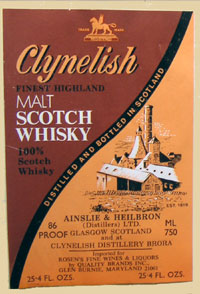 TRADE MARK
Clynelish
FINEST HIGHLAND
MALT
SCOTCH
WHISKY
100%
Scotch
Whisky
DISTILLED AND BOTTLED IN SCOTLAND
EST 1819
AINSLIE & HEILBRON
(Distillers) LTD.
86 PROOF
GLASGOW SCOTLAND
and at
CLYNELISH DISTILLERY BRORA
ML 750
Imported for
ROSEN'S FINE WINES & LIQUORS
by QUALITY BRANDS INC.,
GLEN BURNIE, MARYLAND 21061
25·4 FL. OZS.
25·4 FL. OZS.